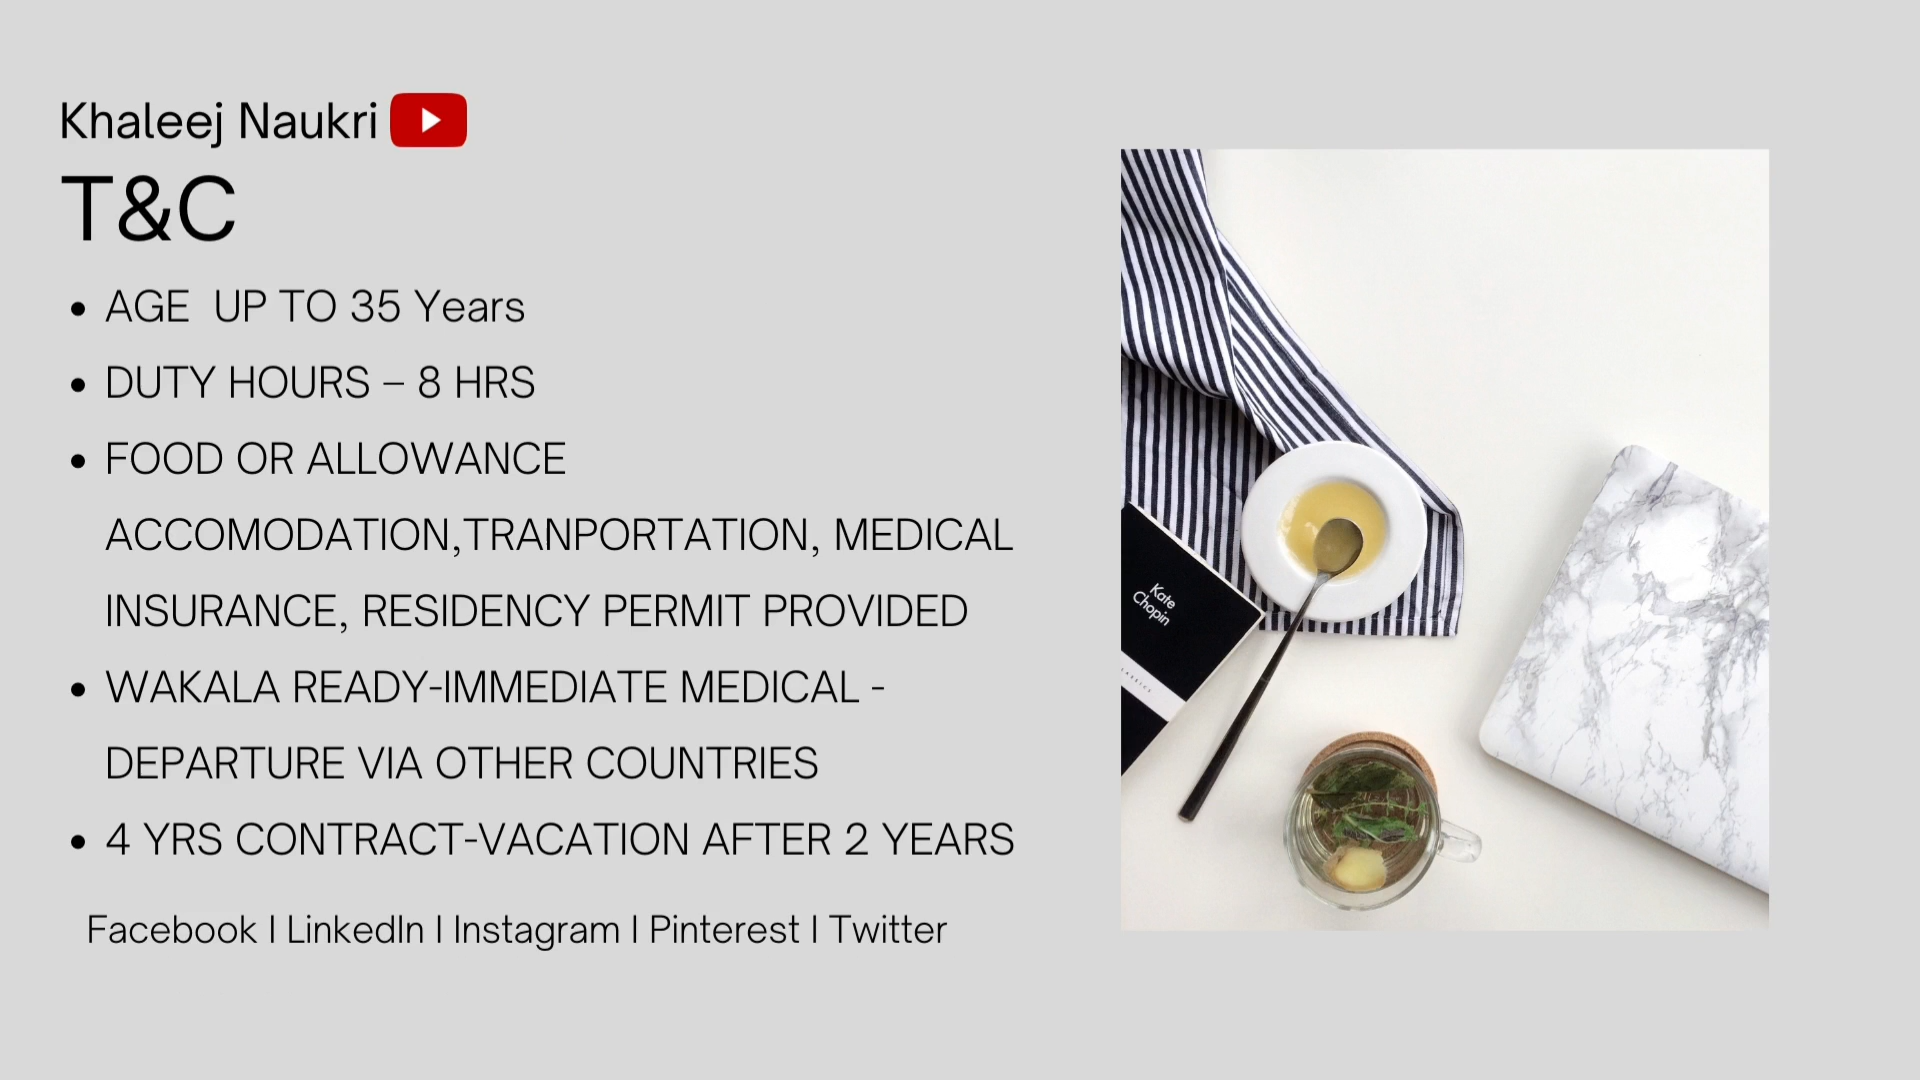 Khaleej Naukri
T&C
• AGE  UP TO 35 Years
• DUTY HOURS – 8 HRS
• FOOD OR ALLOWANCE
ACCOMODATION,TRANPORTATION, MEDICAL
INSURANCE, RESIDENCY PERMIT PROVIDED
• WAKALA READY-IMMEDIATE MEDICAL -
DEPARTURE VIA OTHER COUNTRIES
• 4 YRS CONTRACT-VACATION AFTER 2 YEARS
Facebook I LinkedIn I Instagram I Pinterest I Twitter
Kate
Chopin